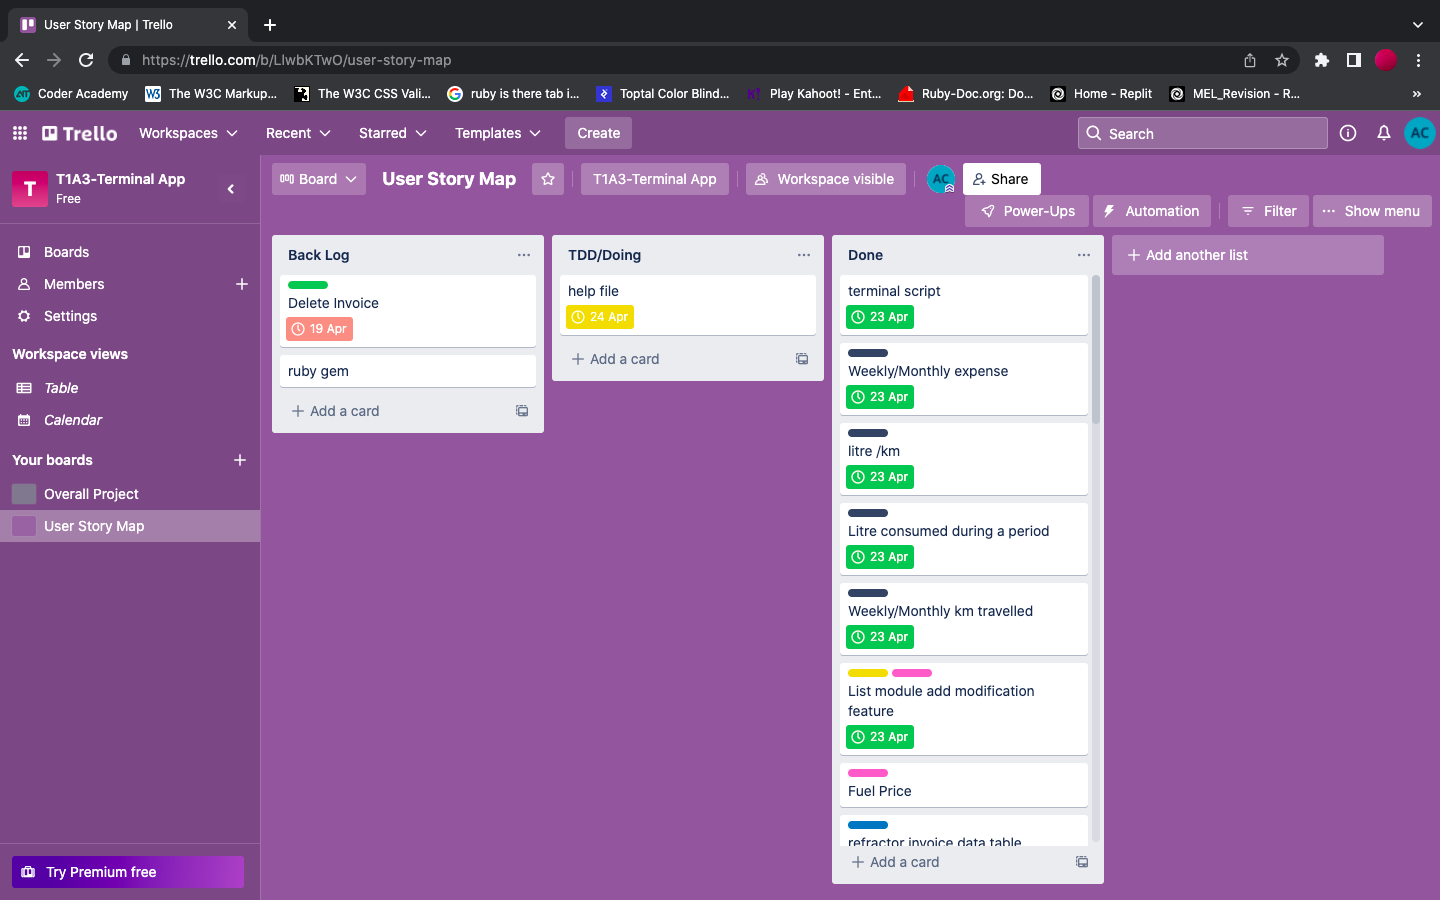 User Story Map | Trello
https://trello.com/b/LIwbKTwO/user-story-map
Coder Academy
The W3C Markup...
The W3C CSS Vali...
ruby is there tab i...
Toptal Color Blind...
Play Kahoot! - Ent...
Ruby-Doc.org: Do...
Home - Replit
MEL_Revision - R...
Trello
Workspaces
Recent
Starred
Templates
Create
Search
AC
T
T1A3-Terminal App
Free
Board
User Story Map
T1A3-Terminal App
Workspace visible
AC
Share
Power-Ups
Automation
Filter
Show menu
Boards
Members
Settings
Workspace views
Table
Calendar
Your boards
Overall Project
User Story Map
Try Premium free
Back Log
Delete Invoice
19 Apr
ruby gem
Add a card
TDD/Doing
help file
24 Apr
Add a card
Done
terminal script
23 Apr
Weekly/Monthly expense
23 Apr
litre /km
23 Apr
Litre consumed during a period
23 Apr
Weekly/Monthly km travelled
23 Apr
List module add modification
feature
23 Apr
Fuel Price
refractor invoice data table
Add a card
Add another list